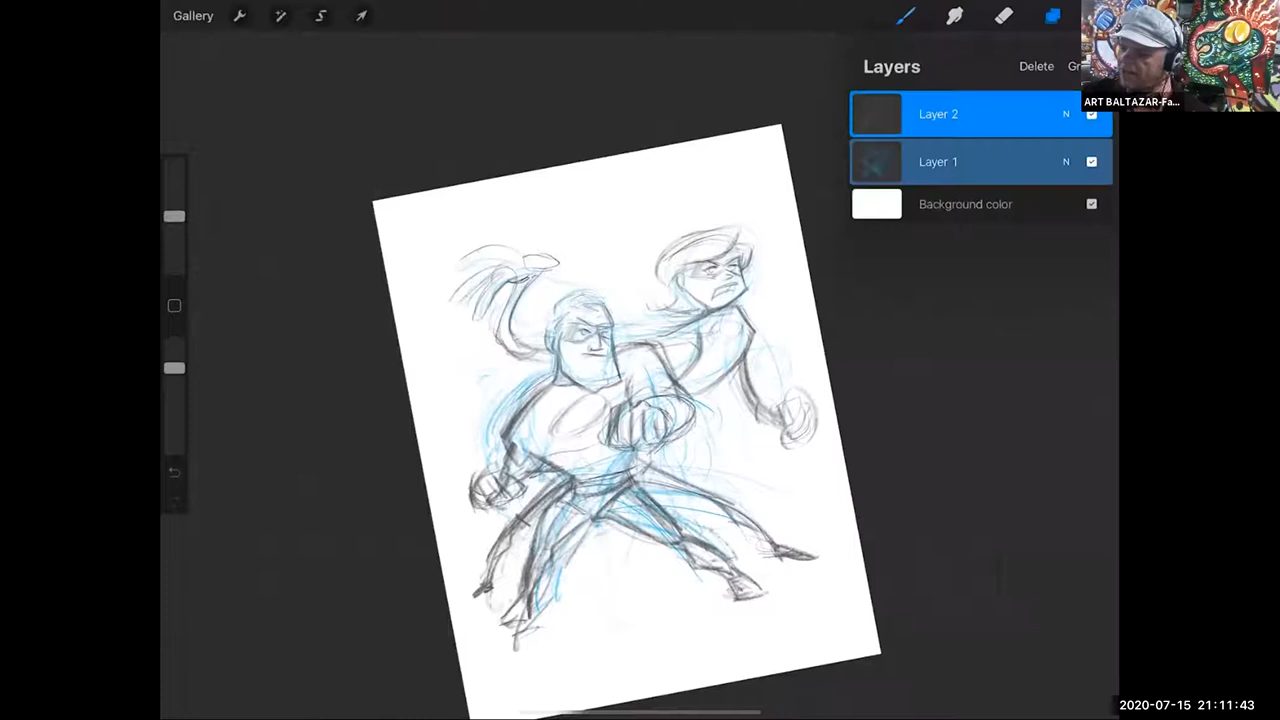 Gallery
Layers
Delete
Gr
Layer 2
N
Layer 1
N
Background color
ART BALTAZAR-Fa...
2020-07-15 21:11:43